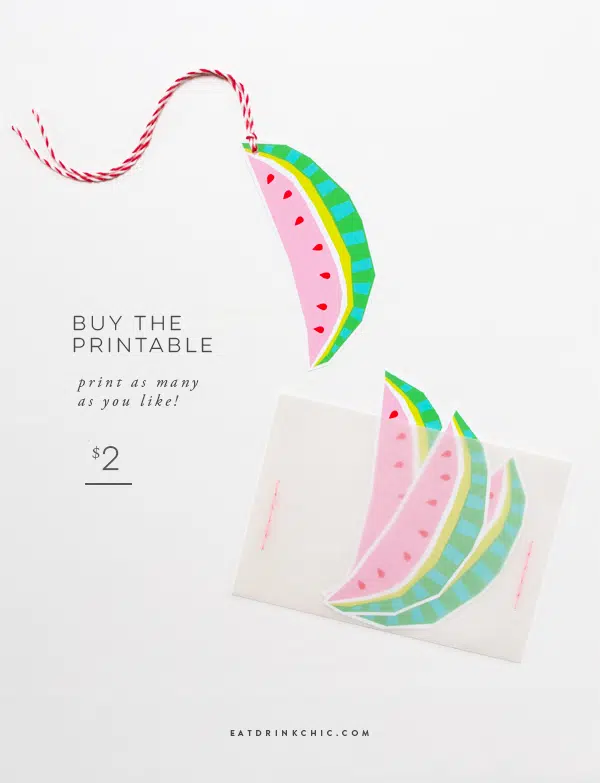 BUY THE
PRINTABLE
print as many
as you like!
$2
EATDRINKCHIC.COM